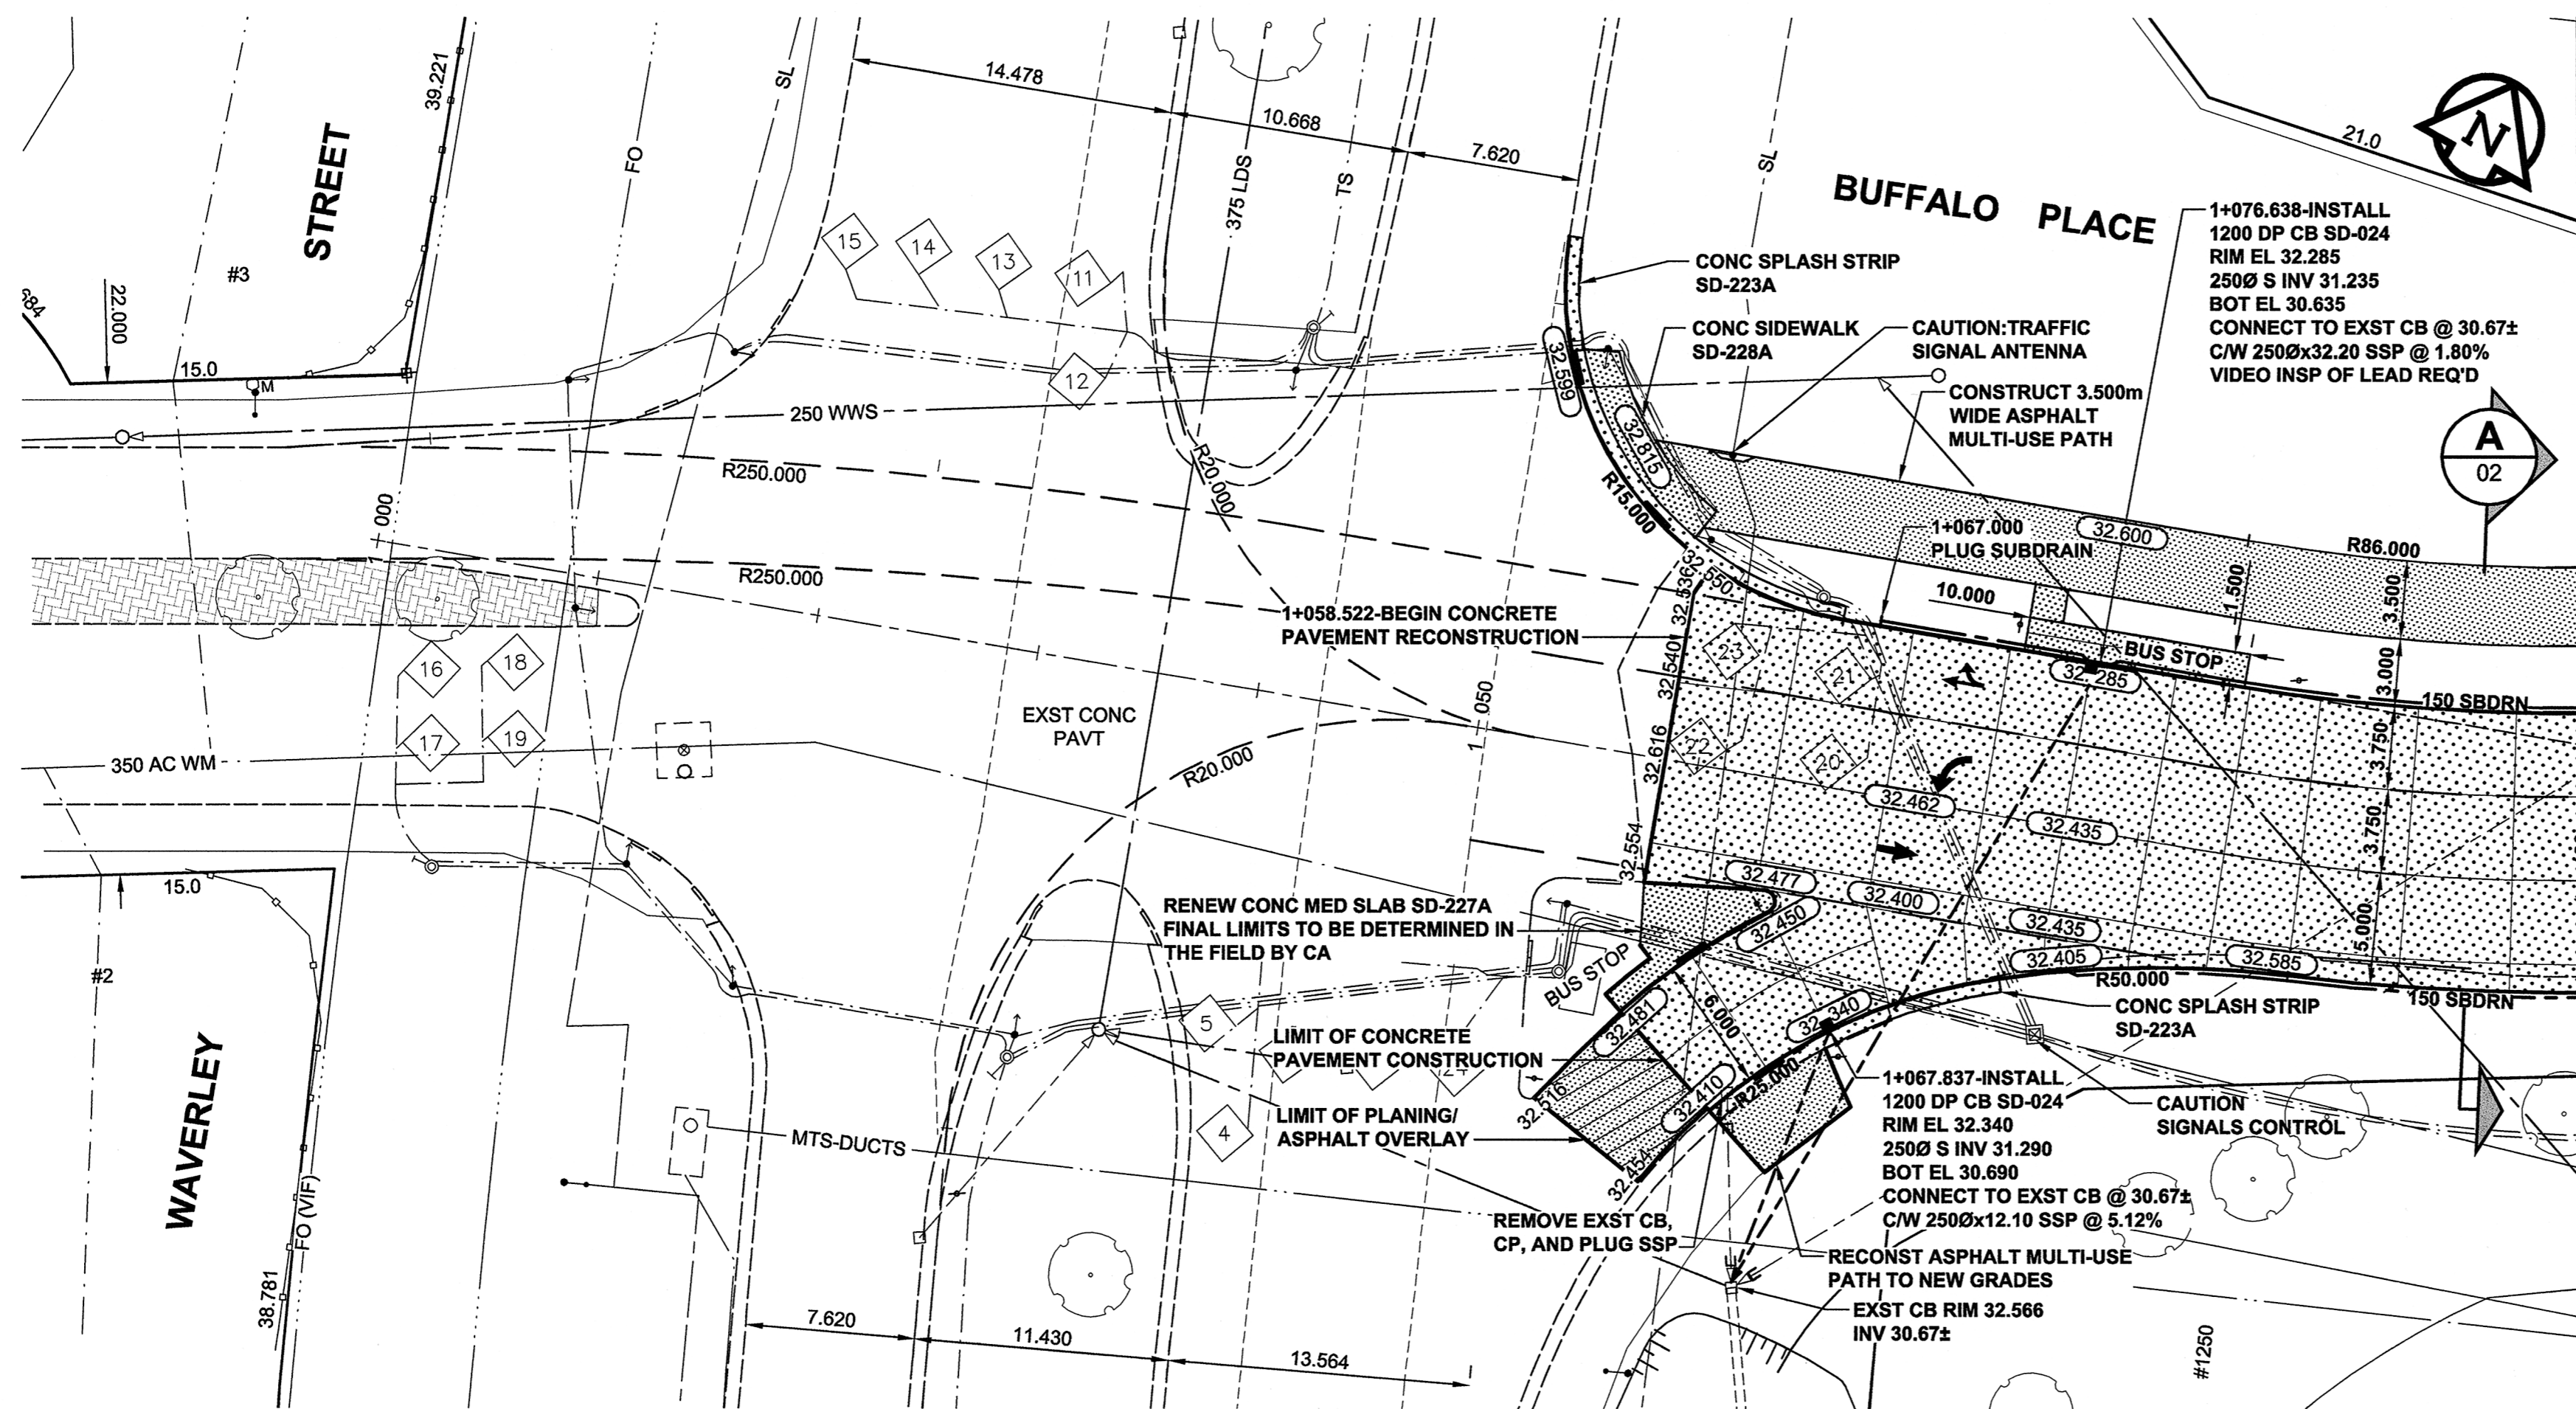 STREET
39.221
#3
22.000
15.0
M
FO
SL
14.478
10.668
7.620
375 LDS
TS
SL
BUFFALO PLACE
21.0
N
15
14
13
11
12
1+076.638-INSTALL
1200 DP CB SD-024
RIM EL 32.285
250Ø S INV 31.235
BOT EL 30.635
CONNECT TO EXST CB @ 30.67±
C/W 250Øx32.20 SSP @ 1.80%
VIDEO INSP OF LEAD REQ'D
CONC SPLASH STRIP
SD-223A
CONC SIDEWALK
SD-228A
CAUTION:TRAFFIC
SIGNAL ANTENNA
CONSTRUCT 3.500m
WIDE ASPHALT
MULTI-USE PATH
A
02
32.599
32.815
R15.000
250 WWS
R250.000
R20.000
000
R250.000
1+067.000
PLUG SUBDRAIN
32.600
R86.000
10.000
1.500
3.500
32.550
32.536
1+058.522-BEGIN CONCRETE
PAVEMENT RECONSTRUCTION
32.540
23
21
BUS STOP
32.285
3.000
150 SBDRN
16
18
17
19
350 AC WM
EXST CONC
PAVT
1 050
R20.000
32.616
22
20
32.462
32.435
3.750
3.750
32.554
32.477
32.400
32.450
32.435
32.405
32.585
5.000
R50.000
150 SBDRN
RENEW CONC MED SLAB SD-227A
FINAL LIMITS TO BE DETERMINED IN
THE FIELD BY CA
BUS STOP
15.0
#2
WAVERLEY
FO (VIF)
38.781
5
4
24
LIMIT OF CONCRETE
PAVEMENT CONSTRUCTION
LIMIT OF PLANING/
ASPHALT OVERLAY
32.481
6.000
32.340
32.516
32.410
R25.000
32.454
CONC SPLASH STRIP
SD-223A
1+067.837-INSTALL
1200 DP CB SD-024
RIM EL 32.340
250Ø S INV 31.290
BOT EL 30.690
CONNECT TO EXST CB @ 30.67±
C/W 250Øx12.10 SSP @ 5.12%
CAUTION
SIGNALS CONTROL
MTS-DUCTS
REMOVE EXST CB,
CP, AND PLUG SSP
RECONST ASPHALT MULTI-USE
PATH TO NEW GRADES
EXST CB RIM 32.566
INV 30.67±
7.620
11.430
13.564
#1250